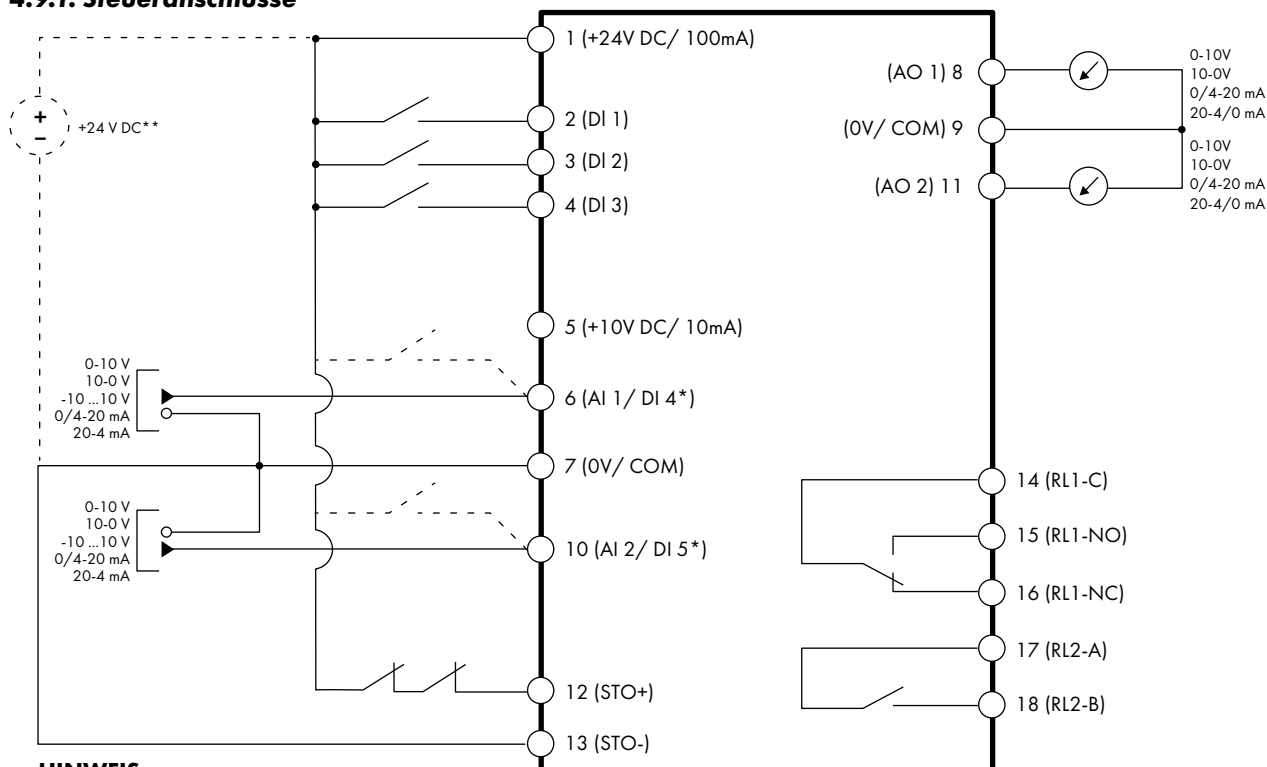 4.9.1. Steueranschlüsse
+
−
+24 V DC**
1 (+24V DC/ 100mA)
2 (DI 1)
3 (DI 2)
4 (DI 3)
5 (+10V DC/ 10mA)
0-10 V
10-0 V
-10 ...10 V
0/4-20 mA
20-4 mA
6 (AI 1/ DI 4*)
7 (0V/ COM)
0-10 V
10-0 V
-10 ...10 V
0/4-20 mA
20-4 mA
10 (AI 2/ DI 5*)
12 (STO+)
13 (STO-)
(AO 1) 8
(0V/ COM) 9
(AO 2) 11
0-10V
10-0V
0/4-20 mA
20-4/0 mA
0-10V
10-0V
0/4-20 mA
20-4/0 mA
14 (RL1-C)
15 (RL1-NO)
16 (RL1-NC)
17 (RL2-A)
18 (RL2-B)
HINWEIS